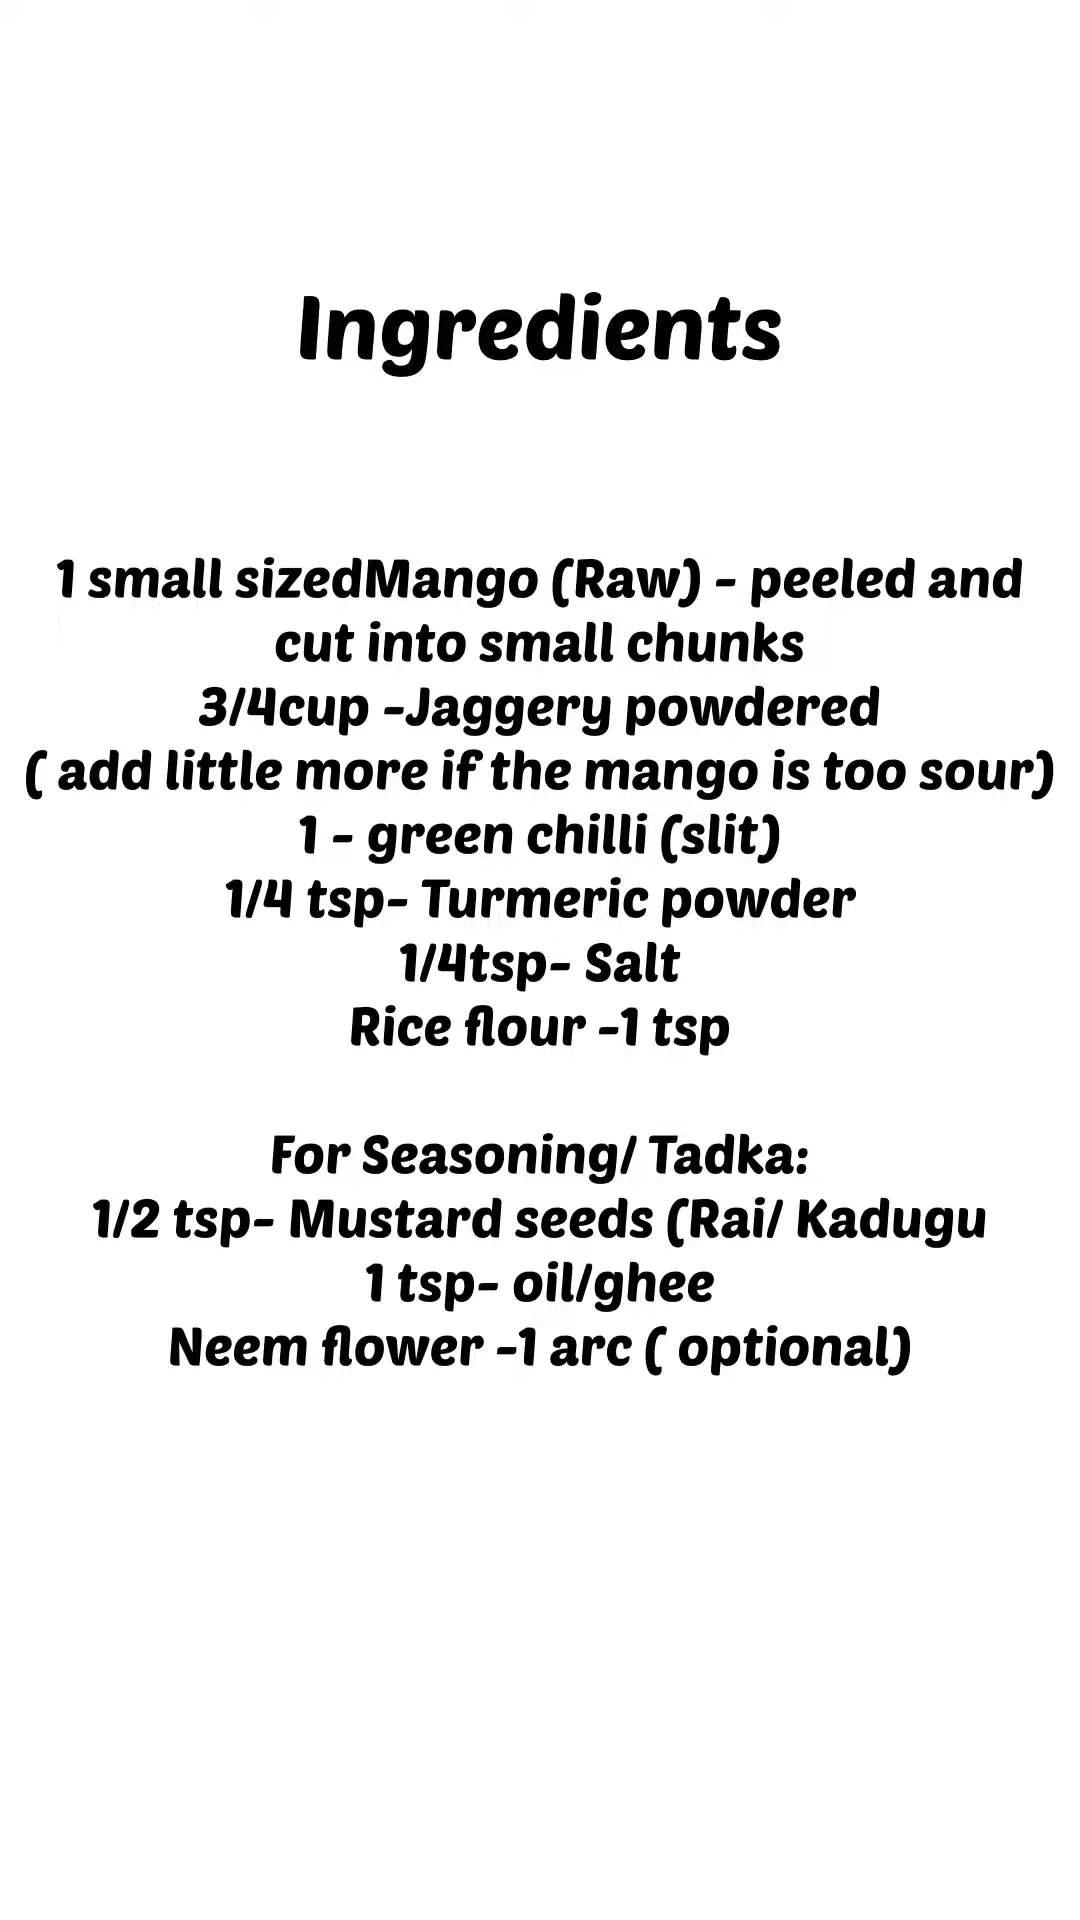 Ingredients
1 small sizedMango (Raw) - peeled and
cut into small chunks
3/4cup -Jaggery powdered
( add little more if the mango is too sour)
1 - green chilli (slit)
1/4 tsp- Turmeric powder
1/4tsp- Salt
Rice flour -1 tsp
For Seasoning/ Tadka:
1/2 tsp- Mustard seeds (Rai/ Kadugu
1 tsp- oil/ghee
Neem flower -1 arc ( optional)